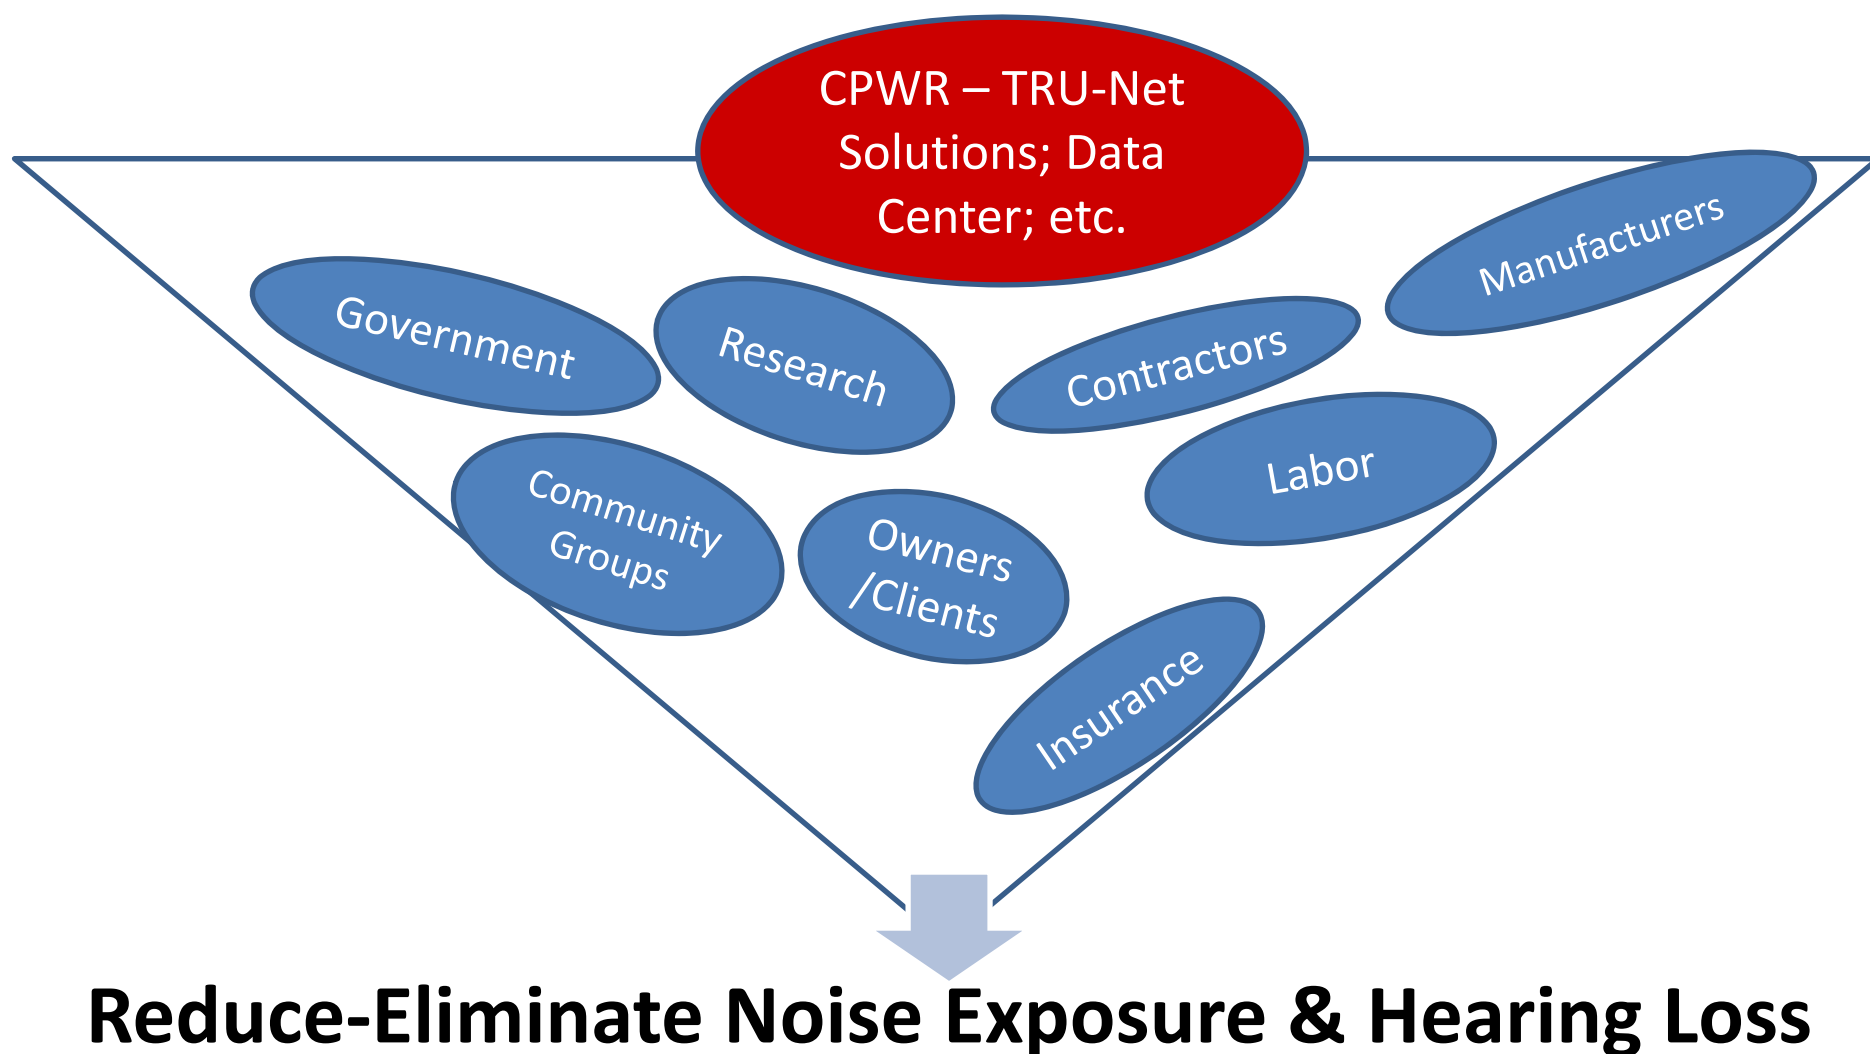 CPWR – TRU-Net
Solutions; Data
Center; etc.
Manufacturers
Government
Research
Contractors
Labor
Community
Groups
Owners
/Clients
Insurance
Reduce-Eliminate Noise Exposure & Hearing Loss